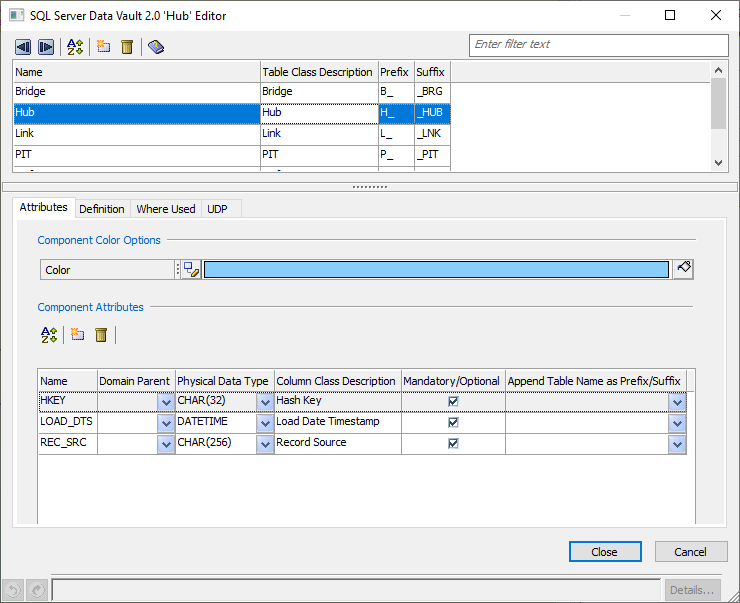 SQL Server Data Vault 2.0 'Hub' Editor
Enter filter text
Name Table Class Description Prefix Suffix
Bridge Bridge B_ _BRG
Hub Hub H_ _HUB
Link Link L_ _LNK
PIT PIT P_ _PIT
Attributes Definition Where Used UDP
Component Color Options
Color
Component Attributes
Name Domain Parent Physical Data Type Column Class Description Mandatory/Optional Append Table Name as Prefix/Suffix
HKEY CHAR(32) Hash Key
LOAD_DTS DATETIME Load Date Timestamp
REC_SRC CHAR(256) Record Source
Close Cancel
Details...